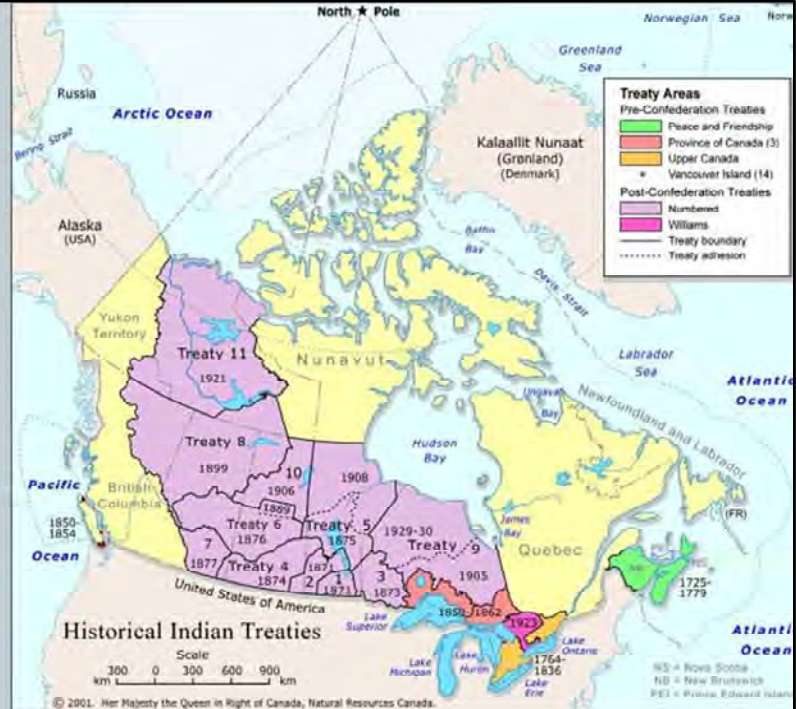 North ★ Pole
Norwegian Sea
Greenland
Sea
Russia
Arctic Ocean
Bering Strait
Kalaallit Nunaat
(Grønland)
(Denmark)
Treaty Areas
Pre-Confederation Treaties
Peace and Friendship
Province of Canada (3)
Upper Canada
Vancouver Island (14)
Post-Confederation Treaties
Numbered
Williams
Treaty boundary
Treaty adhesion
Alaska
(USA)
Baffin
Bay
Davis Strait
Yukon
Territory
Treaty 11
1921
Nunavut
Labrador
Sea
Atlantic
Ocean
Ungava
Bay
Newfoundland and Labrador
Treaty 8
1899
Hudson
Bay
10
1906
1908
Pacific
Ocean
British
Columbia
1850-
1854
1889
Treaty 6
1876
Treaty 5
1875
1929-30
Treaty 9
1905
James
Bay
Quebec
(FR)
7
1877
Treaty 4
1874
1871
2
1
1871
3
1873
NB
1725-
1779
United States of America
Lake
Superior
1850
1862
1923
Lake
Ontario
1764-
1836
Lake
Michigan
Lake
Huron
Lake
Erie
Historical Indian Treaties
Scale
300 0 300 600 900
km km
Atlanti
Ocean
NS = Nova Scotia
NB = New Brunswick
PEI = Prince Edward Island
© 2001. Her Majesty the Queen in Right of Canada, Natural Resources Canada.